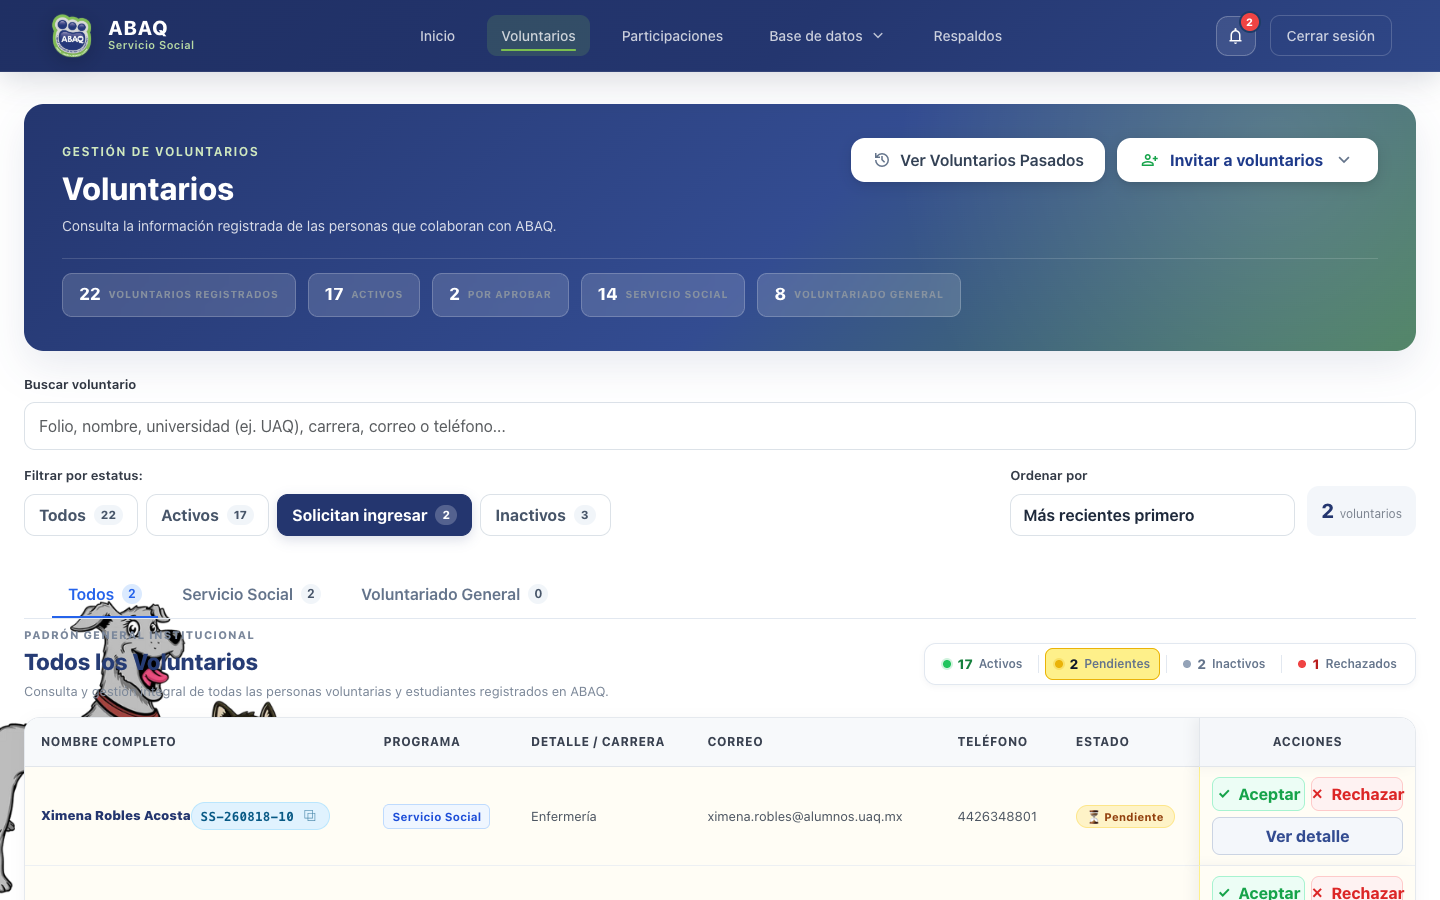 ABAQ
Servicio Social
ABAQ
Inicio
Voluntarios
Participaciones
Base de datos
Respaldos
2
Cerrar sesión
GESTIÓN DE VOLUNTARIOS
Voluntarios
Consulta la información registrada de las personas que colaboran con ABAQ.
Ver Voluntarios Pasados
Invitar a voluntarios
22 VOLUNTARIOS REGISTRADOS
17 ACTIVOS
2 POR APROBAR
14 SERVICIO SOCIAL
8 VOLUNTARIADO GENERAL
Buscar voluntario
Folio, nombre, universidad (ej. UAQ), carrera, correo o teléfono...
Filtrar por estatus:
Todos 22
Activos 17
Solicitan ingresar 2
Inactivos 3
Ordenar por
Más recientes primero
2 voluntarios
Todos 2
Servicio Social 2
Voluntariado General 0
PADRÓN GENERAL INSTITUCIONAL
Todos los Voluntarios
Consulta y gestión integral de todas las personas voluntarias y estudiantes registrados en ABAQ.
17 Activos
2 Pendientes
2 Inactivos
1 Rechazados
NOMBRE COMPLETO PROGRAMA DETALLE / CARRERA CORREO TELÉFONO ESTADO ACCIONES
Ximena Robles Acosta SS-260818-10 Servicio Social Enfermería ximena.robles@alumnos.uaq.mx 4426348801 Pendiente
Aceptar
Rechazar
Ver detalle
Aceptar
Rechazar